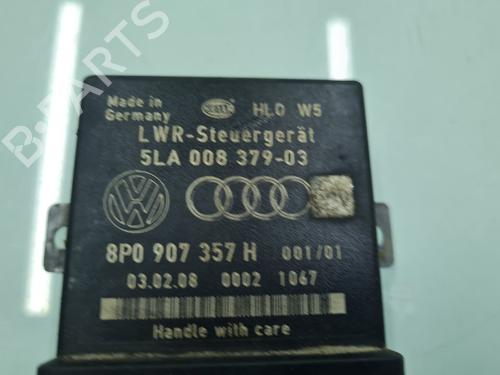 B-PARTS
Made in
Germany
HELLA
HLO W5
LWR-Steuergerät
5LA 008 379-03
8P0 907 357 H 001/01
03.02.08 0002 1067
Handle with care